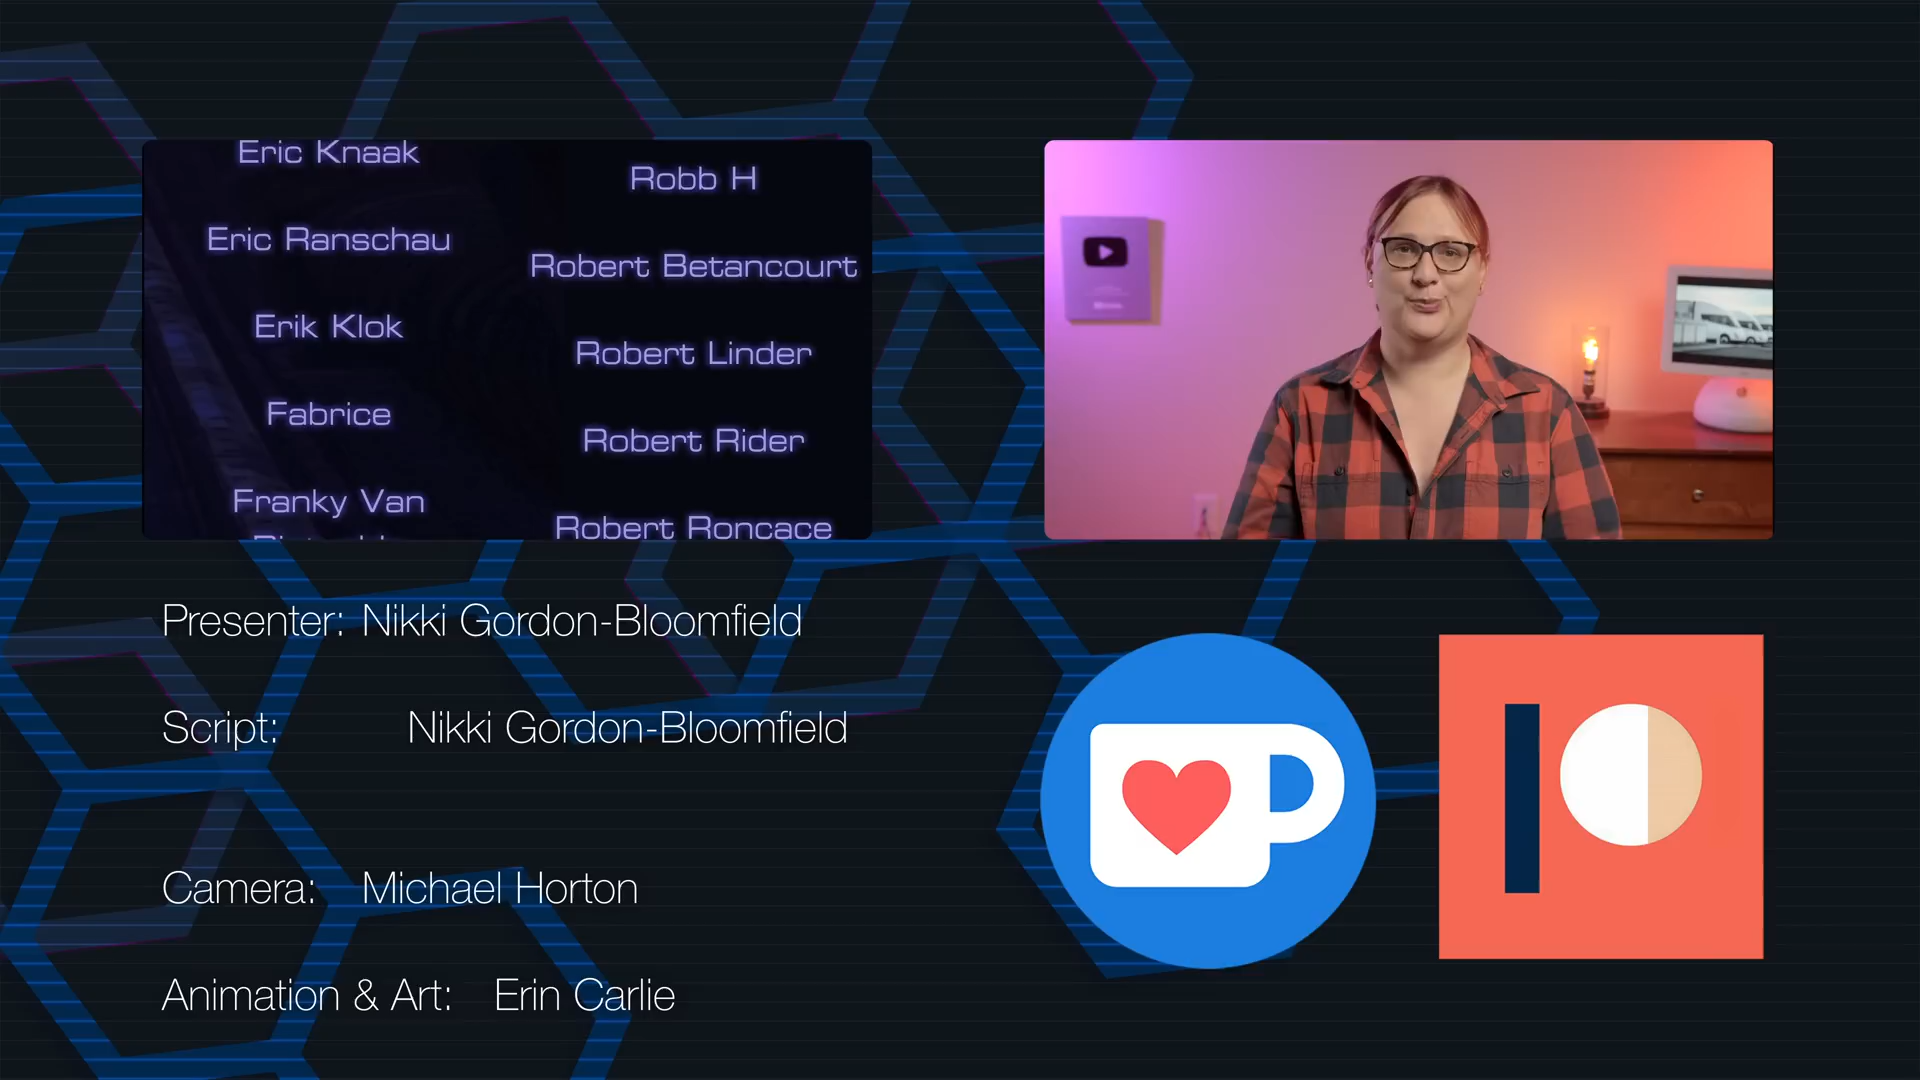 Eric Knaak
Eric Ranschau
Erik Klok
Fabrice
Franky Van
Robb H
Robert Betancourt
Robert Linder
Robert Rider
Robert Roncace
Presenter: Nikki Gordon-Bloomfield
Script: Nikki Gordon-Bloomfield
Camera: Michael Horton
Animation & Art: Erin Carlie